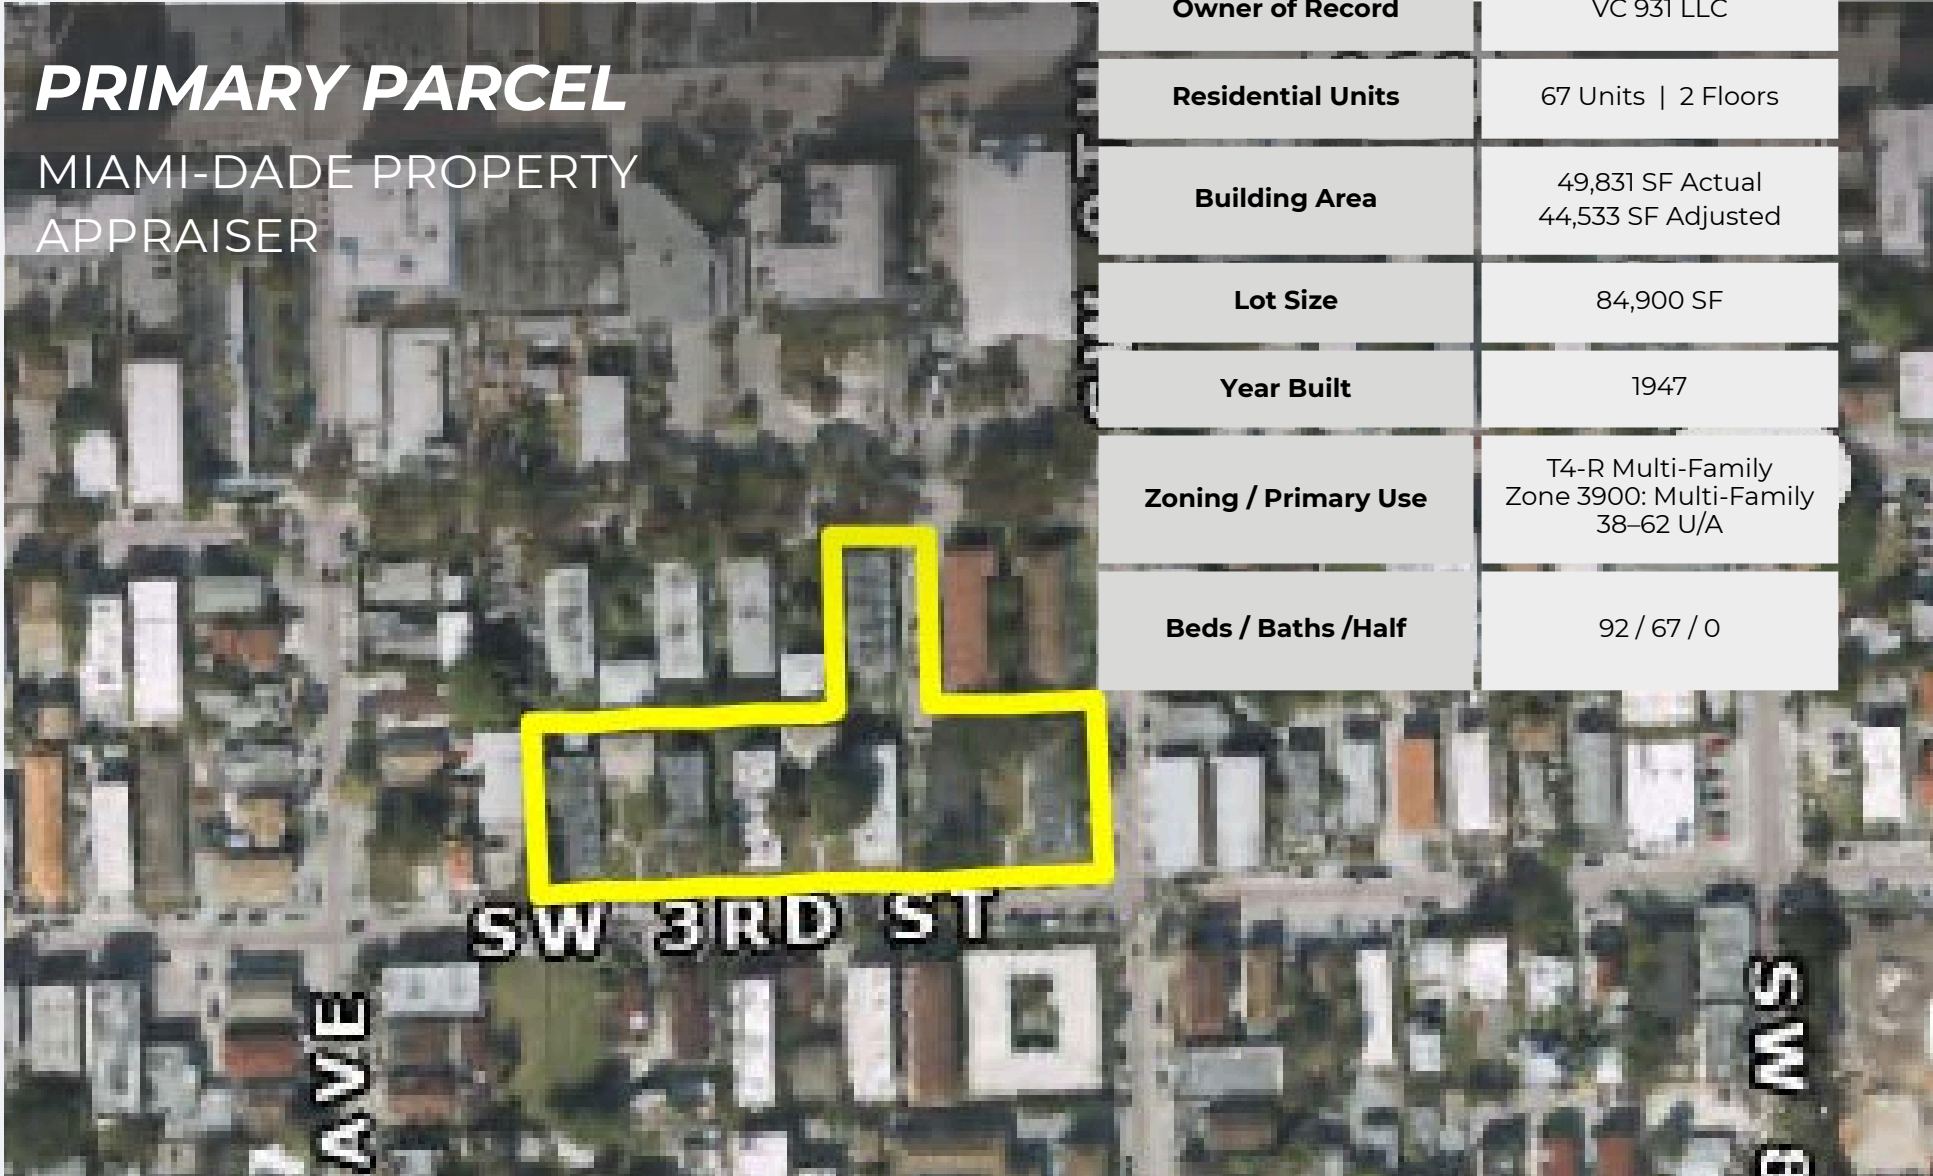 PRIMARY PARCEL
MIAMI-DADE PROPERTY
APPRAISER
Owner of Record
VC 931 LLC
Residential Units
67 Units | 2 Floors
Building Area
49,831 SF Actual
44,533 SF Adjusted
Lot Size
84,900 SF
Year Built
1947
Zoning / Primary Use
T4-R Multi-Family
Zone 3900: Multi-Family
38–62 U/A
Beds / Baths /Half
92 / 67 / 0
SW 3RD ST
AVE
SW